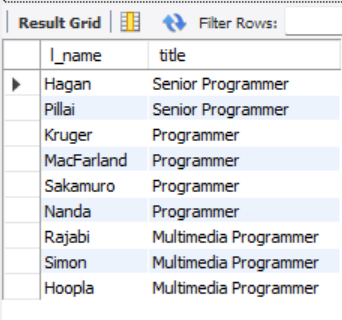 Result Grid Filter Rows:
l_name title
Hagan Senior Programmer
Pillai Senior Programmer
Kruger Programmer
MacFarland Programmer
Sakamuro Programmer
Nanda Programmer
Rajabi Multimedia Programmer
Simon Multimedia Programmer
Hoopla Multimedia Programmer